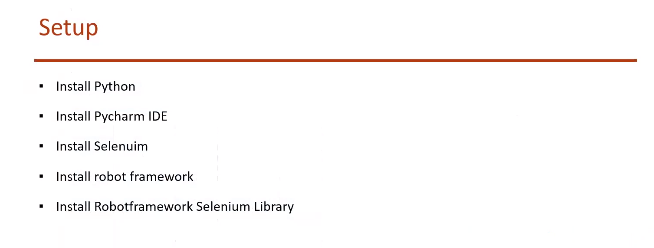 Setup
▪ Install Python
▪ Install Pycharm IDE
▪ Install Selenuim
▪ Install robot framework
▪ Install Robotframework Selenium Library